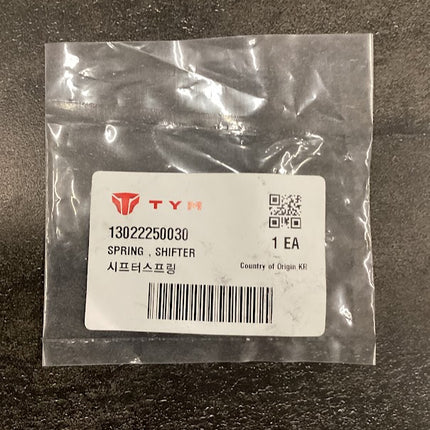 TYM
13022250030
1 EA
SPRING , SHIFTER
시프터스프링
Country of Origin KR